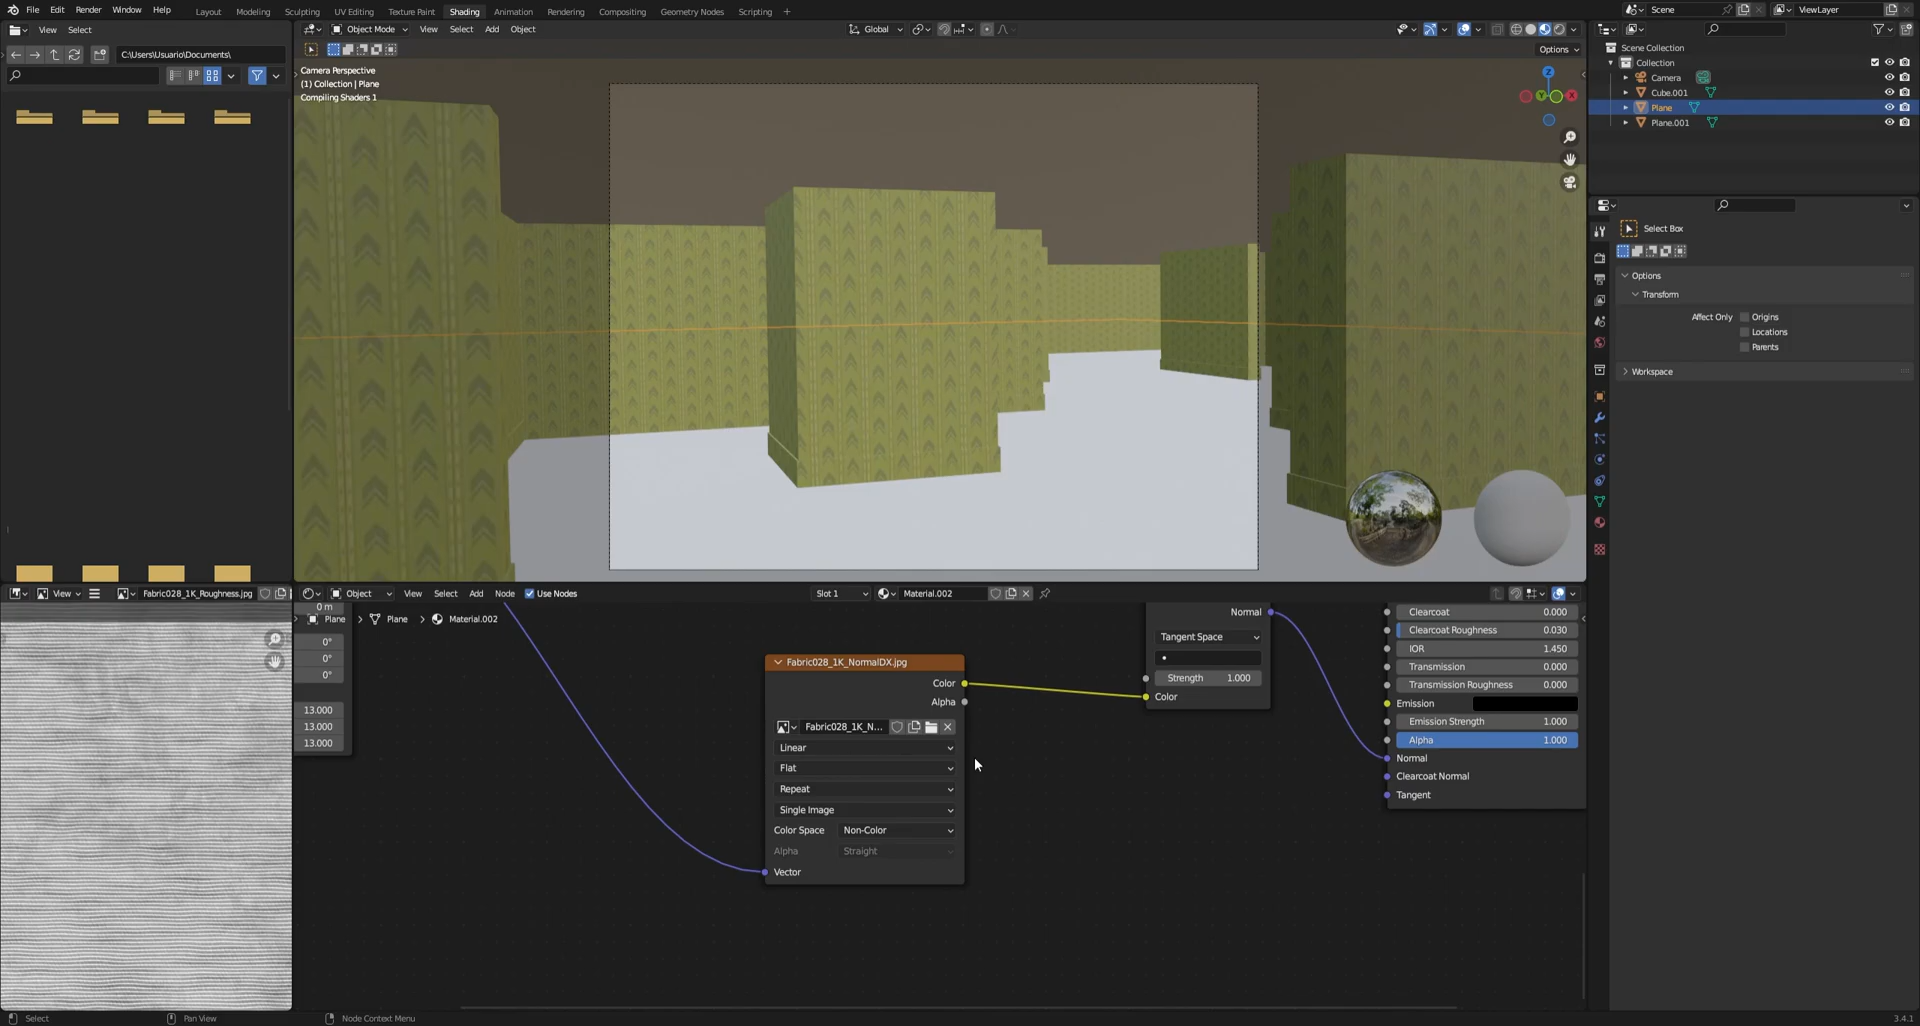 File Edit Render Window Help
Layout Modeling Sculpting UV Editing Texture Paint Shading Animation Rendering Compositing Geometry Nodes Scripting +
Scene
ViewLayer
View Select
C:\Users\Usuario\Documents\
Object Mode View Select Add Object
Global
Options
Camera Perspective
(1) Collection | Plane
Compiling Shaders 1
Z
Y
X
Scene Collection
Collection
Camera
Cube.001
Plane
Plane.001
Select Box
Options
Transform
Affect Only Origins
Locations
Parents
Workspace
View
Fabric028_1K_Roughness.jpg
Object View Select Add Node Use Nodes
Slot 1
Material.002
0 m
Plane Plane Material.002
0°
0°
0°
13.000
13.000
13.000
Fabric028_1K_NormalDX.jpg
Color
Alpha
Fabric028_1K_N...
Linear
Flat
Repeat
Single Image
Color Space Non-Color
Alpha Straight
Vector
Normal
Tangent Space
Strength 1.000
Color
Clearcoat 0.000
Clearcoat Roughness 0.030
IOR 1.450
Transmission 0.000
Transmission Roughness 0.000
Emission
Emission Strength 1.000
Alpha 1.000
Normal
Clearcoat Normal
Tangent
Select
Pan View
Node Context Menu
3.4.1